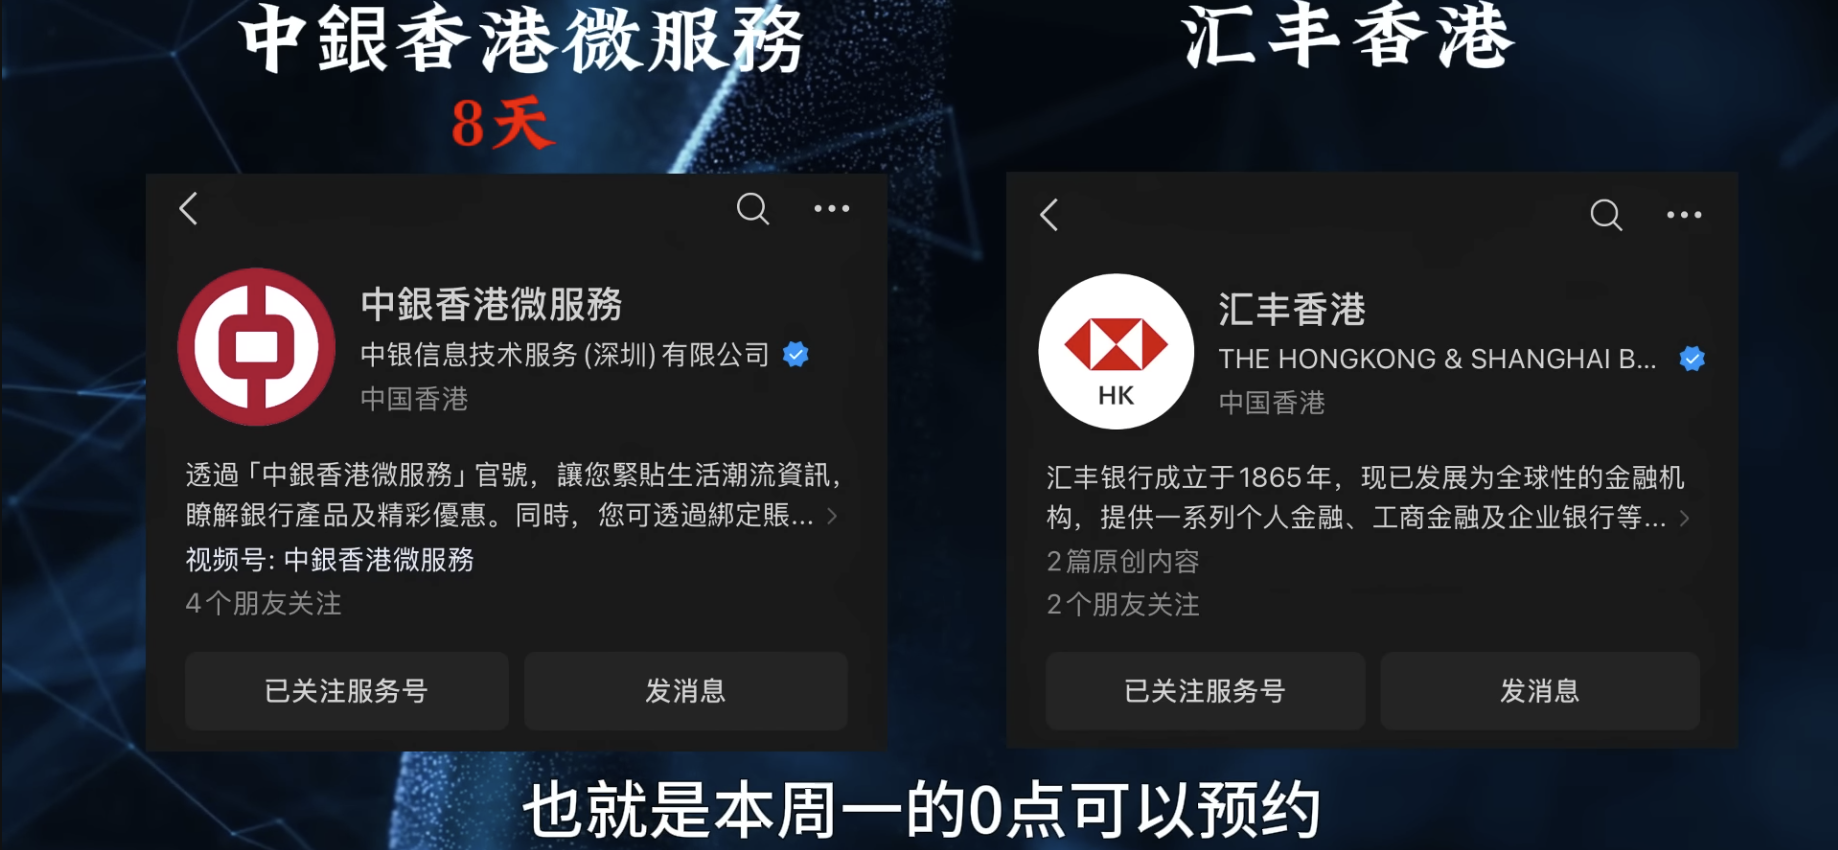 中銀香港微服務
8天
中銀香港微服務
中银信息技术服务(深圳)有限公司
中国香港
透過「中銀香港微服務」官號，讓您緊貼生活潮流資訊，
瞭解銀行產品及精彩優惠。同時，您可透過綁定賬...
视频号: 中銀香港微服務
4个朋友关注
已关注服务号
发消息
汇丰香港
HK
汇丰香港
THE HONGKONG & SHANGHAI B...
中国香港
汇丰银行成立于1865年，现已发展为全球性的金融机
构，提供一系列个人金融、工商金融及企业银行等...
2篇原创内容
2个朋友关注
已关注服务号
发消息
也就是本周一的0点可以预约